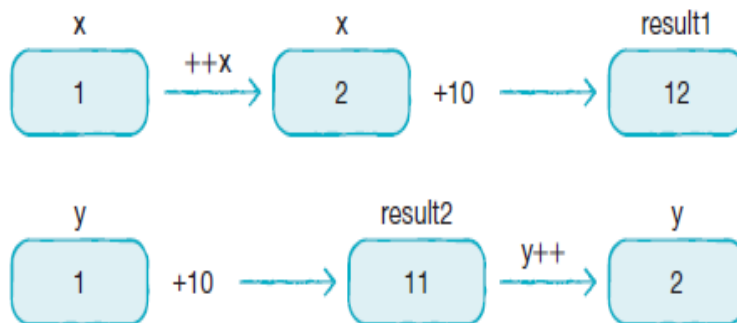 x x result1
++x
1 2 +10 12
y result2 y
y++
1 +10 11 2